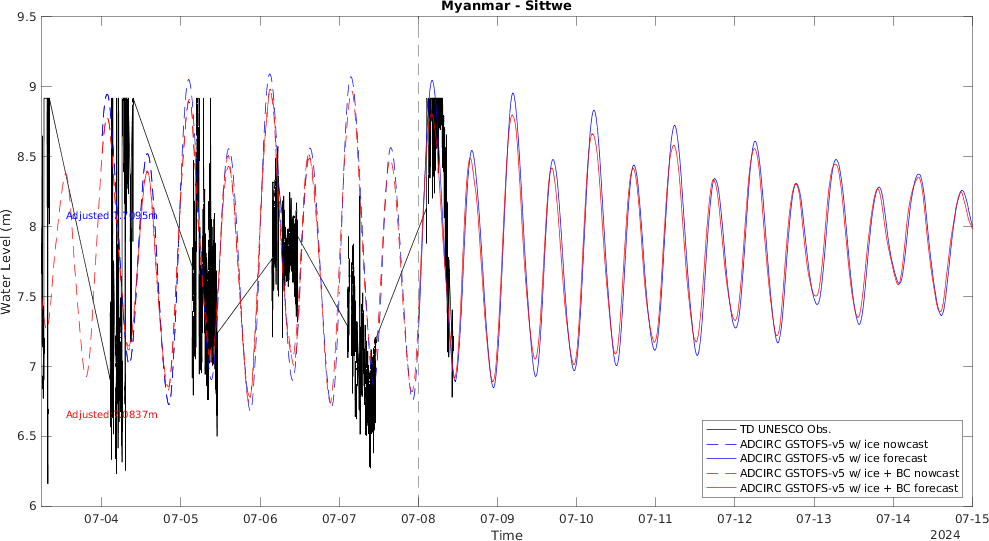 Myanmar - Sittwe
Water Level (m)
9.5
9
8.5
8
7.5
7
6.5
6
Adjusted
Adjusted
TD UNESCO Obs.
ADCIRC GSTOFS-v5 w/ ice nowcast
ADCIRC GSTOFS-v5 w/ ice forecast
ADCIRC GSTOFS-v5 w/ ice + BC nowcast
ADCIRC GSTOFS-v5 w/ ice + BC forecast
07-04 07-05 07-06 07-07 07-08 07-09 07-10 07-11 07-12 07-13 07-14 07-15
2024
Time